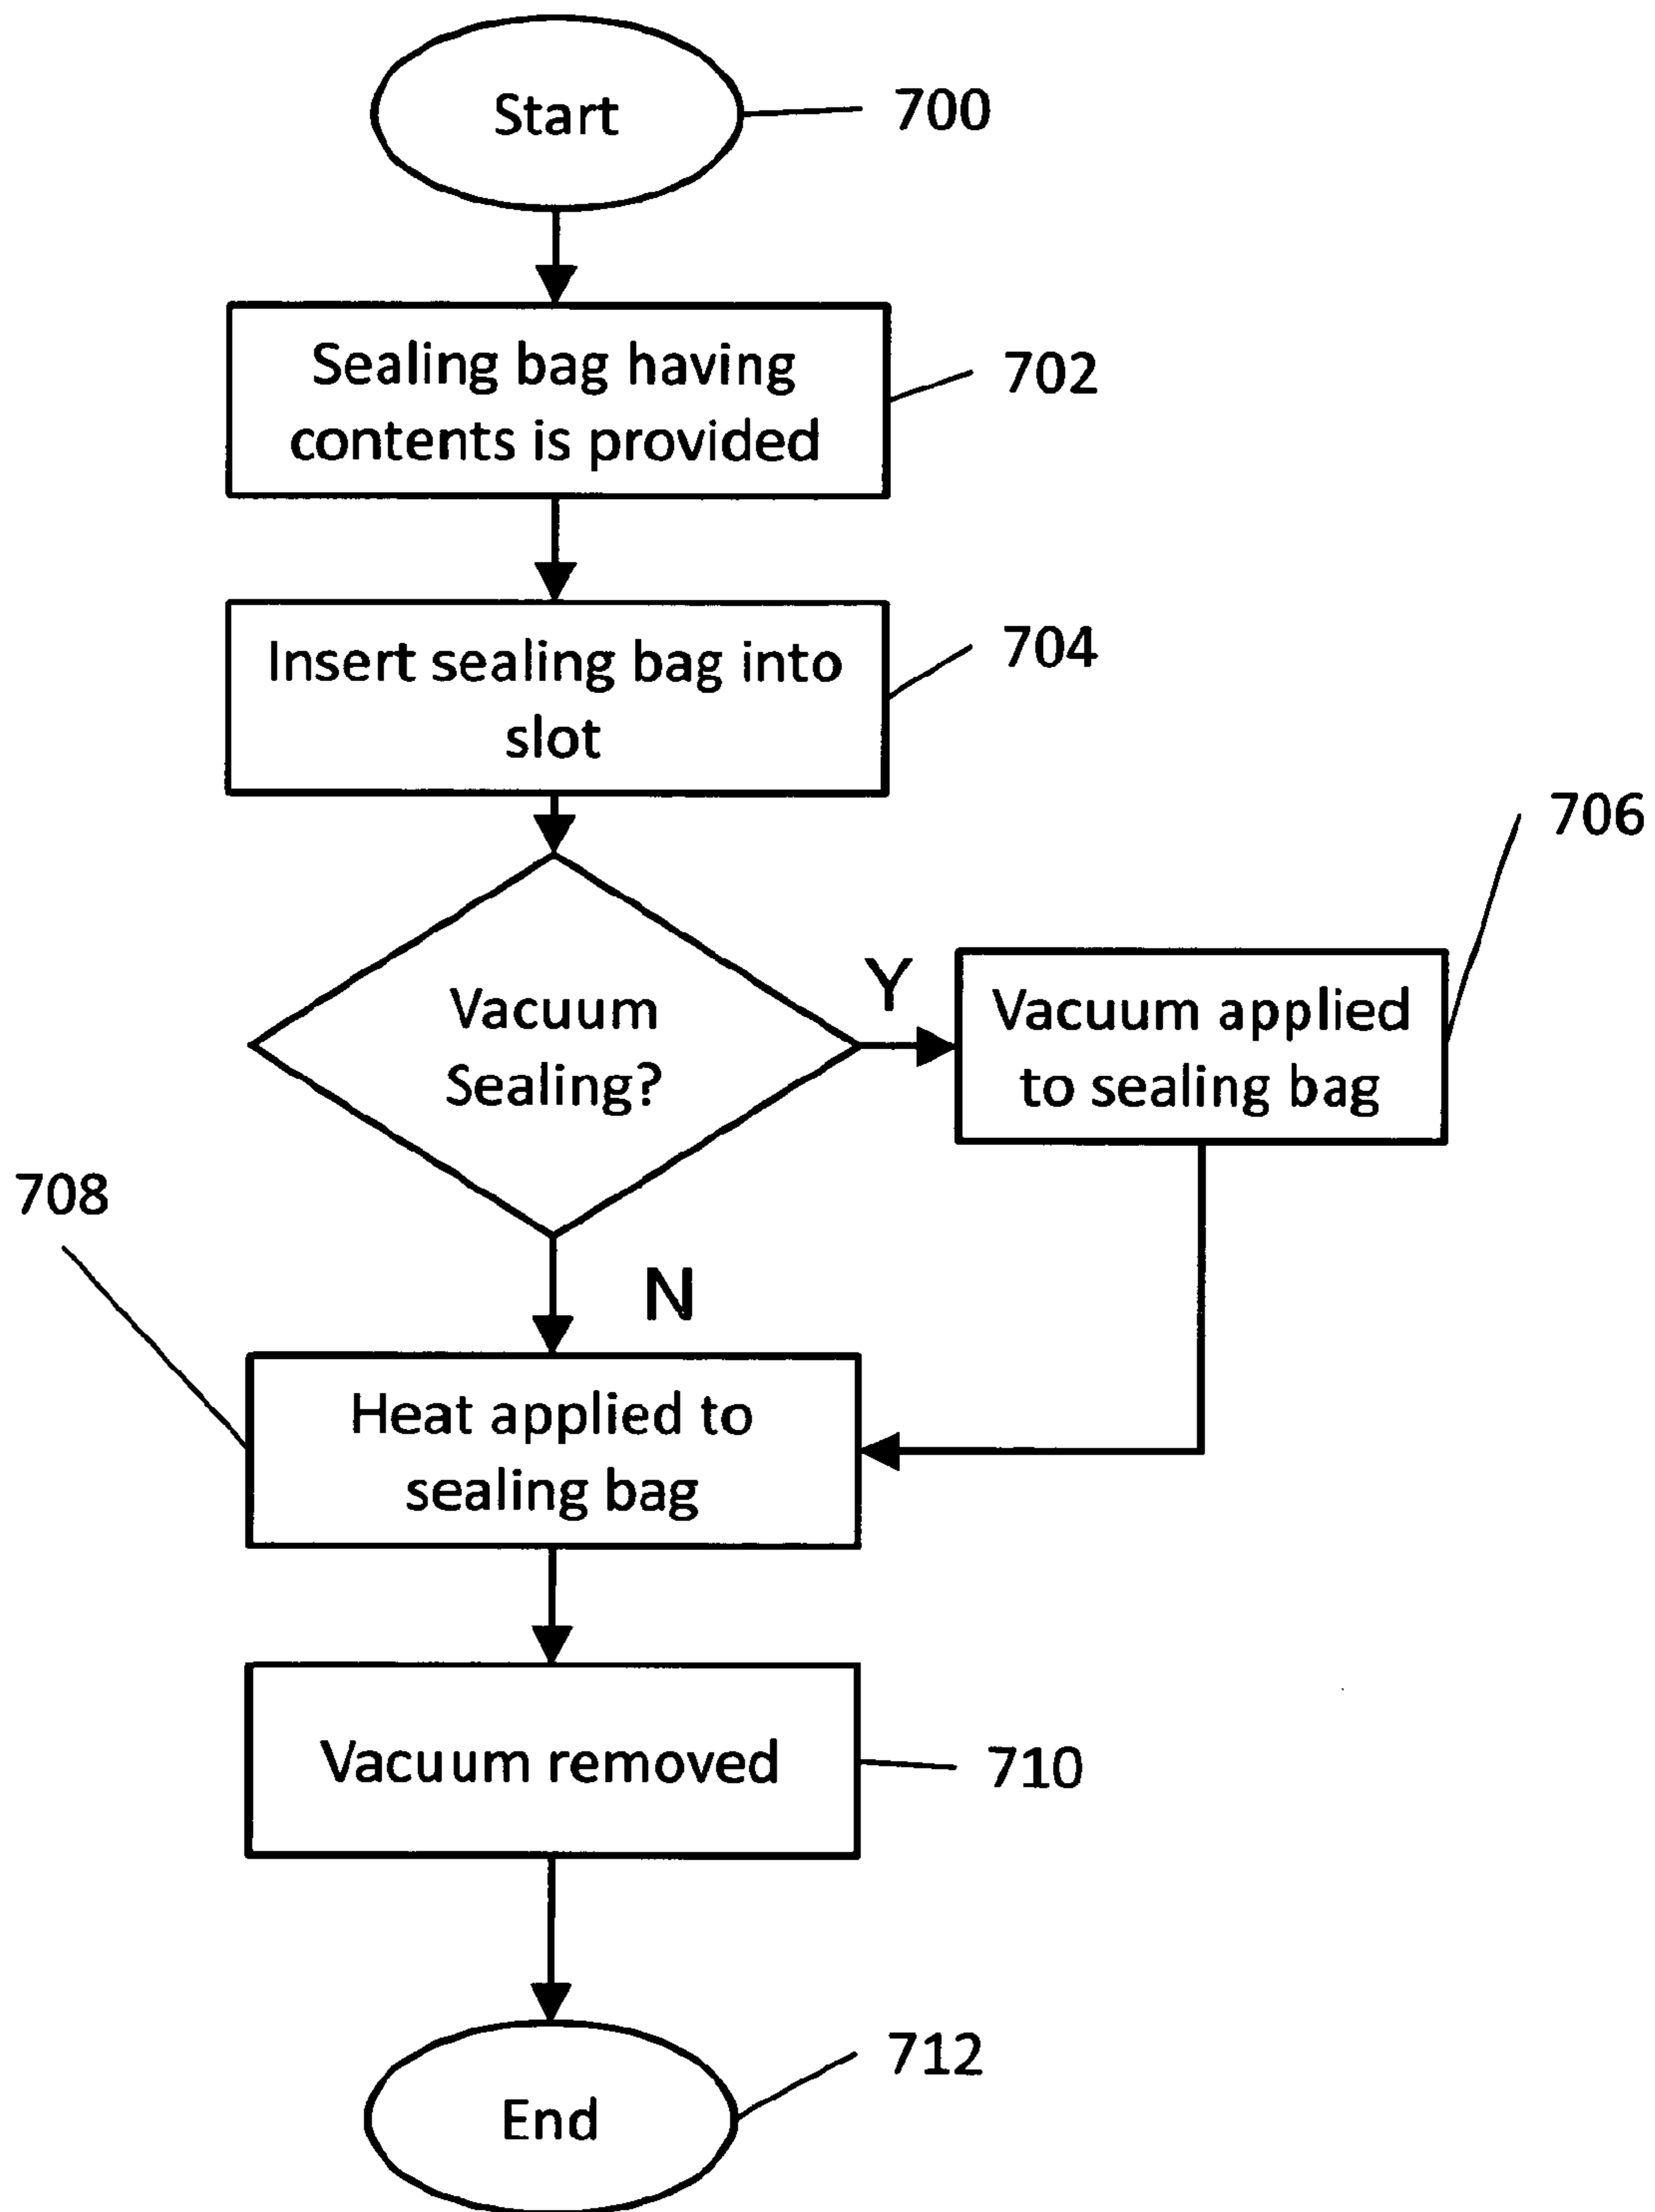 Start
700
Sealing bag having
contents is provided
702
Insert sealing bag into
slot
704
706
Vacuum
Sealing?
Y
Vacuum applied
to sealing bag
708
N
Heat applied to
sealing bag
Vacuum removed
710
712
End